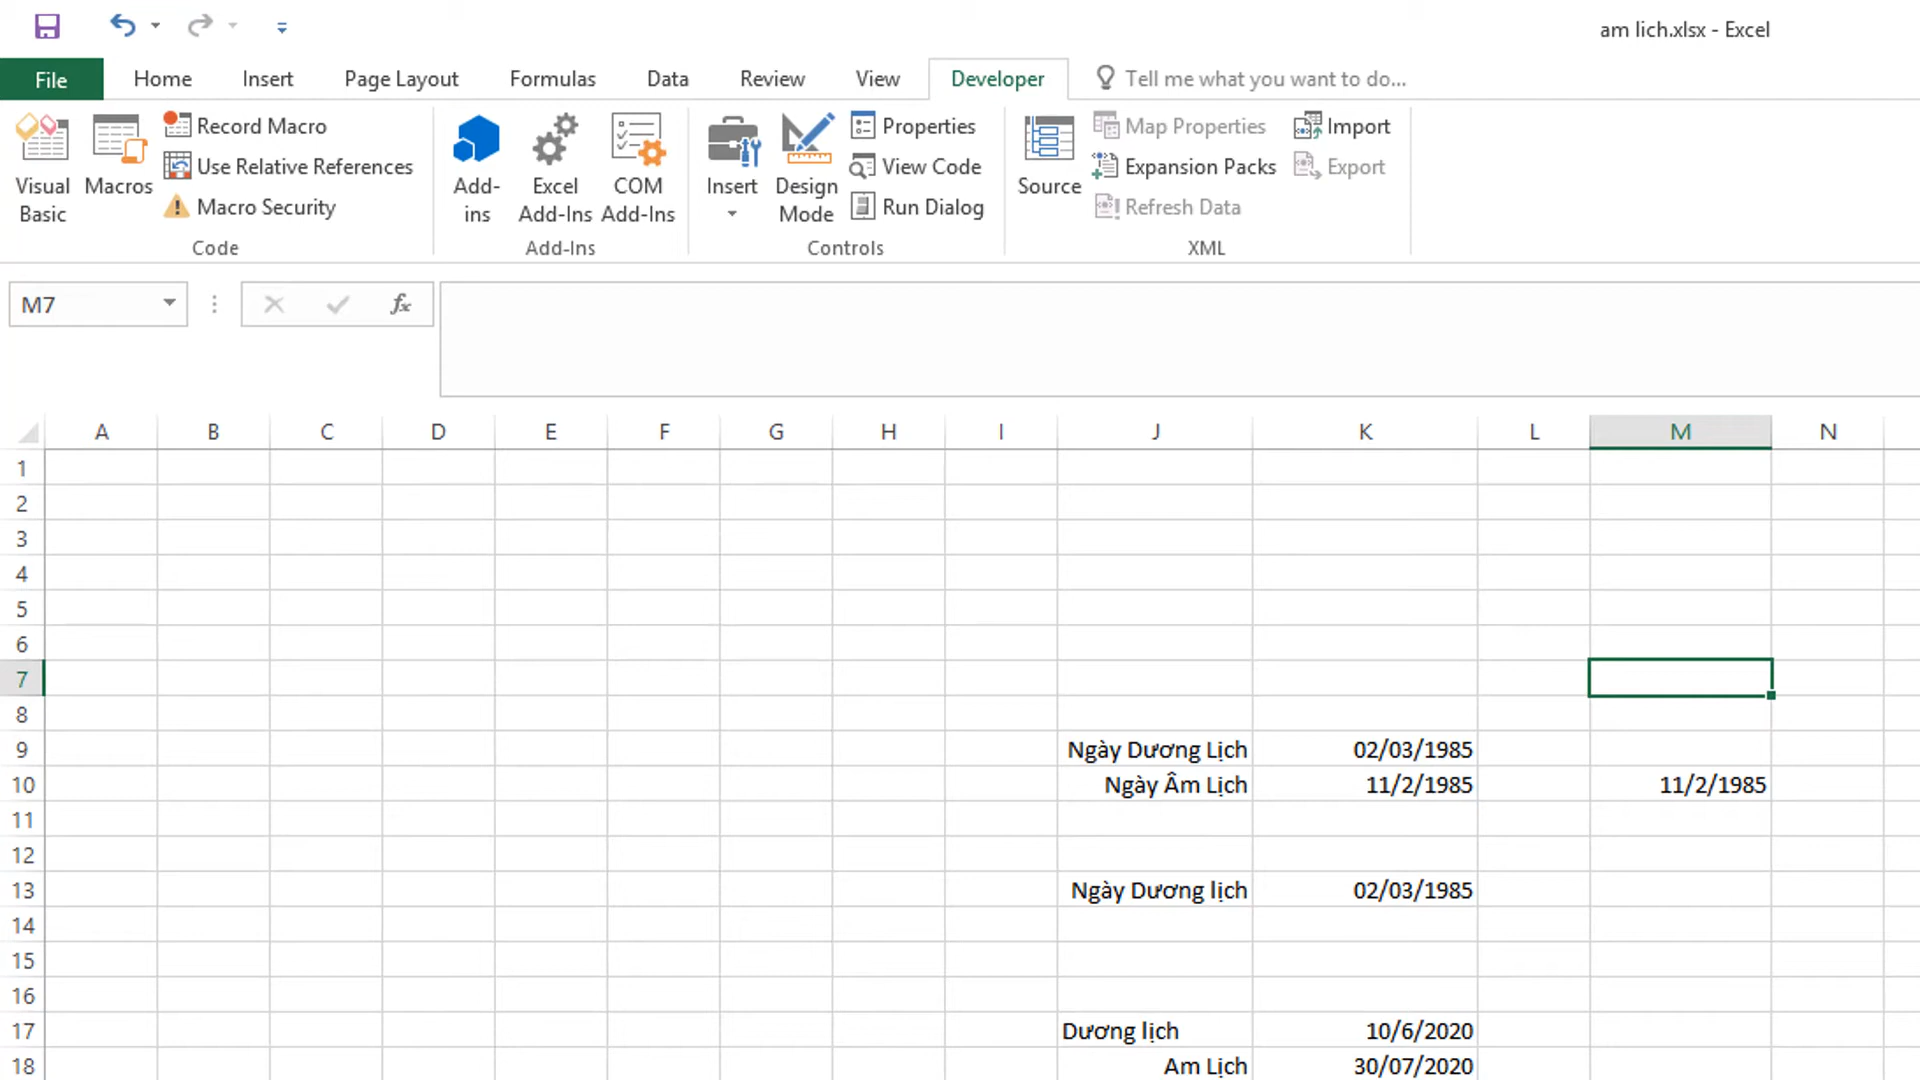 am lich.xlsx - Excel
File Home Insert Page Layout Formulas Data Review View Developer Tell me what you want to do...
Visual Basic
Macros
Record Macro
Use Relative References
Macro Security
Code
Add-ins
Excel Add-Ins
COM Add-Ins
Add-Ins
Insert
Design Mode
Properties
View Code
Run Dialog
Controls
Source
Map Properties
Expansion Packs
Refresh Data
Import
Export
XML
M7
fx
A B C D E F G H I J K L M N
1
2
3
4
5
6
7
8
9 Ngày Dương Lịch 02/03/1985
10 Ngày Âm Lịch 11/2/1985 11/2/1985
11
12
13 Ngày Dương lịch 02/03/1985
14
15
16
17 Dương lịch 10/6/2020
18 Am Lịch 30/07/2020